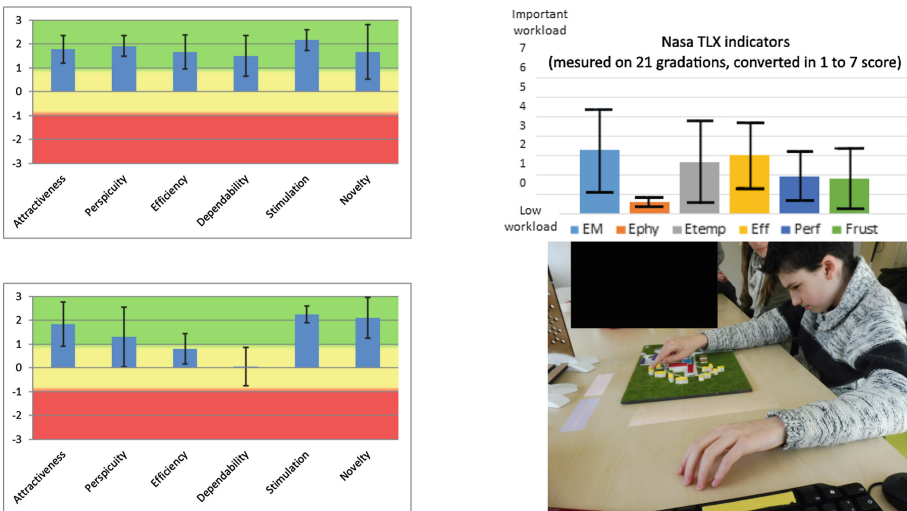 3
2
1
0
-1
-2
-3
Attractiveness
Perspicuity
Efficiency
Dependability
Stimulation
Novelty
Important
workload
7
6
5
4
3
2
1
0
Low
workload
Nasa TLX indicators
(mesured on 21 gradations, converted in 1 to 7 score)
EM Ephy Etemp Eff Perf Frust
3
2
1
0
-1
-2
-3
Attractiveness
Perspicuity
Efficiency
Dependability
Stimulation
Novelty